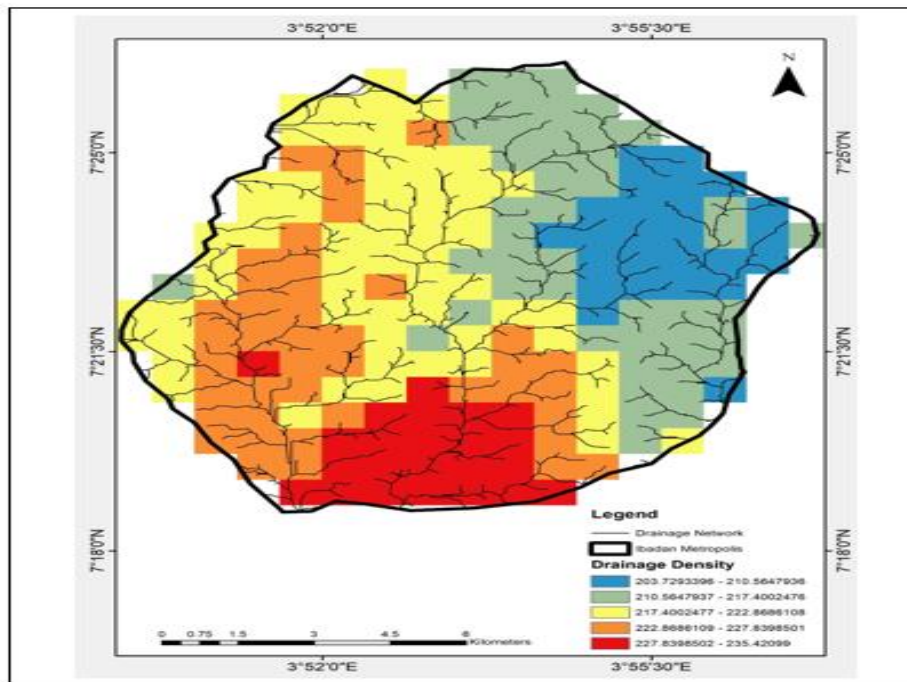 3°52'0"E 3°55'30"E
N
7°25'0"N 7°25'0"N
7°21'30"N 7°21'30"N
7°18'0"N 7°18'0"N
Legend
Drainage Network
Ibadan Metropolis
Drainage Density
203.7293396 - 210.5647936
210.5647937 - 217.4002476
217.4002477 - 222.8686108
222.8686109 - 227.8398501
227.8398502 - 235.42099
0 0.75 1.5 3 4.5 6
Kilometers
3°52'0"E 3°55'30"E